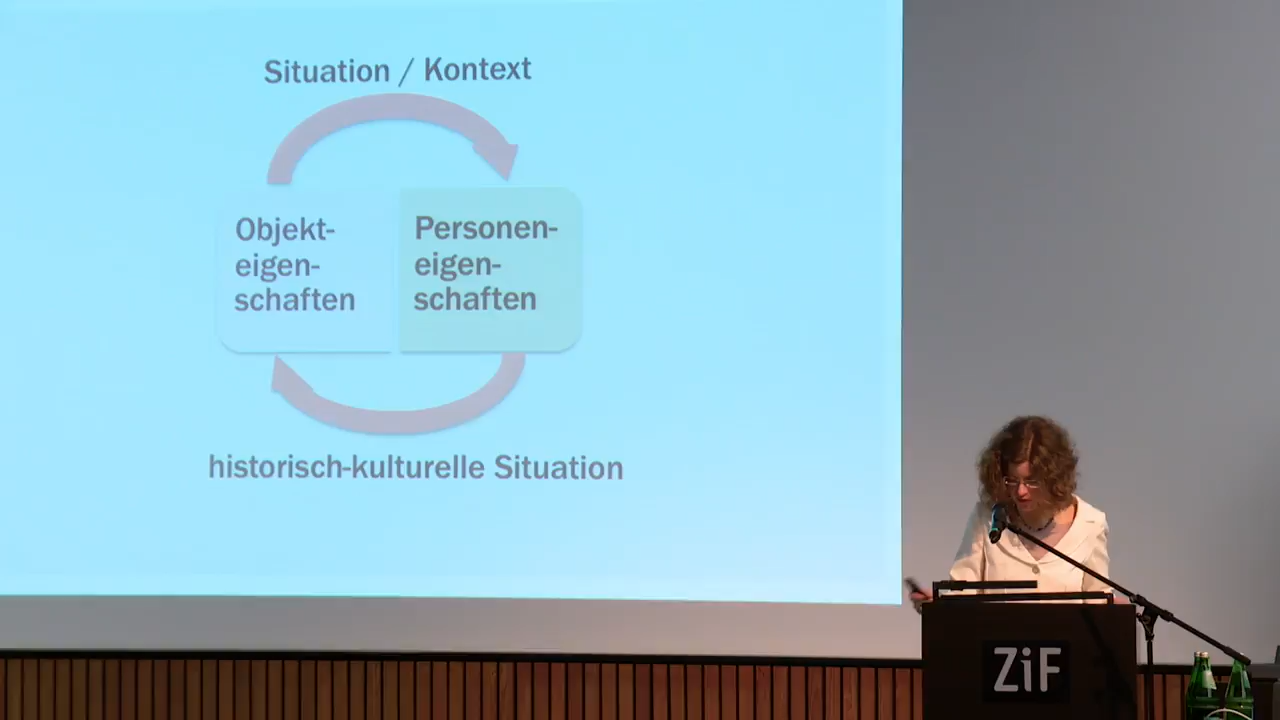 Situation / Kontext
Objekt-
eigen-
schaften
Personen-
eigen-
schaften
historisch-kulturelle Situation
ZiF